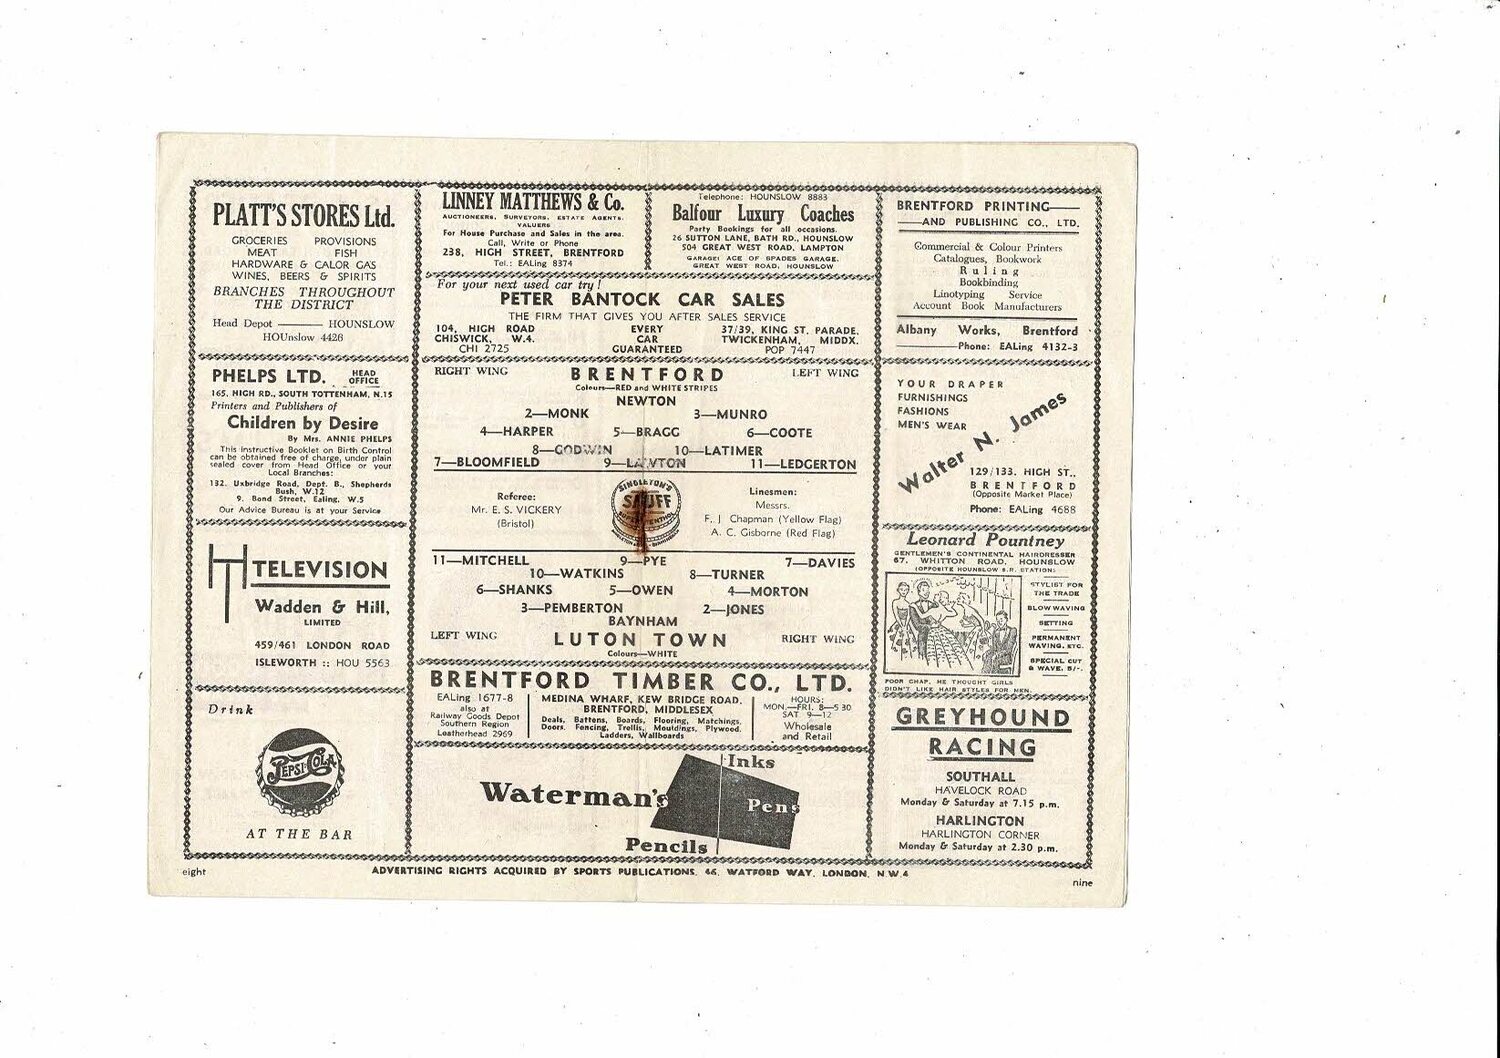 PLATT'S STORES Ltd.
GROCERIES PROVISIONS
MEAT FISH
HARDWARE & CALOR GAS
WINES, BEERS & SPIRITS
BRANCHES THROUGHOUT
THE DISTRICT
Head Depot ——— HOUNSLOW
HOUnslow 4426
PHELPS LTD. HEAD OFFICE
165, HIGH RD., SOUTH TOTTENHAM, N.15
Printers and Publishers of
Children by Desire
By Mrs. ANNIE PHELPS
This instructive Booklet on Birth Control
can be obtained free of charge, under plain
sealed cover from Head Office or your
Local Branches:
132, Uxbridge Road, Dept. B., Shepherds
Bush, W.12
9, Bond Street, Ealing, W.5
Our Advice Bureau is at your Service
TELEVISION
Wadden & Hill,
LIMITED
459/461 LONDON ROAD
ISLEWORTH :: HOU 5563
Drink
PEPSI-COLA
AT THE BAR
LINNEY MATTHEWS & Co.
AUCTIONEERS, SURVEYORS, ESTATE AGENTS,
VALUERS
For House Purchase and Sales in the area.
Call, Write or Phone
238, HIGH STREET, BRENTFORD
Tel.: EALing 8374
Telephone: HOUNSLOW 8883
Balfour Luxury Coaches
Party Bookings for all occasions.
26 SUTTON LANE, BATH RD., HOUNSLOW
504 GREAT WEST ROAD, LAMPTON
GARAGE: ACE OF SPADES GARAGE,
GREAT WEST ROAD, HOUNSLOW
For your next used car try!
PETER BANTOCK CAR SALES
THE FIRM THAT GIVES YOU AFTER SALES SERVICE
104, HIGH ROAD EVERY 37/39, KING ST. PARADE,
CHISWICK, W.4. CAR TWICKENHAM, MIDDX.
CHI 2725 GUARANTEED POP 7447
RIGHT WING BRENTFORD LEFT WING
Colours—RED and WHITE STRIPES
NEWTON
2—MONK 3—MUNRO
4—HARPER 5—BRAGG 6—COOTE
8—GODWIN 10—LATIMER
7—BLOOMFIELD 9—LAWTON 11—LEDGERTON
Referee:
Mr. E. S. VICKERY
(Bristol)
SINGLETON'S
SNUFF
Linesmen:
Messrs.
F. J Chapman (Yellow Flag)
A. C. Gisborne (Red Flag)
11—MITCHELL 9—PYE 7—DAVIES
10—WATKINS 8—TURNER
6—SHANKS 5—OWEN 4—MORTON
3—PEMBERTON 2—JONES
BAYNHAM
LEFT WING LUTON TOWN RIGHT WING
Colours—WHITE
BRENTFORD TIMBER CO., LTD.
EALing 1677-8
also at
Railway Goods Depot
Southern Region
Leatherhead 2969
MEDINA WHARF, KEW BRIDGE ROAD,
BRENTFORD, MIDDLESEX
Deals, Battens, Boards, Flooring, Matchings,
Doors, Fencing, Trellis, Mouldings, Plywood,
Ladders, Wallboards
HOURS:
MON.—FRI. 8—5 30
SAT. 9—12
Wholesale
and Retail
Waterman's
Inks
Pens
Pencils
BRENTFORD PRINTING——
——AND PUBLISHING CO., LTD.
Commercial & Colour Printers
Catalogues, Bookwork
Ruling
Bookbinding
Linotyping Service
Account Book Manufacturers
Albany Works, Brentford
———Phone: EALing 4132-3
YOUR DRAPER
FURNISHINGS
FASHIONS
MEN'S WEAR
Walter N. James
129/133, HIGH ST.,
BRENTFORD
(Opposite Market Place)
Phone: EALing 4688
Leonard Pountney
GENTLEMEN'S CONTINENTAL HAIRDRESSER
67, WHITTON ROAD, HOUNSLOW
(OPPOSITE HOUNSLOW S.R. STATION)
STYLIST FOR
THE TRADE
BLOW WAVING
SETTING
PERMANENT
WAVING, ETC.
SPECIAL CUT
& WAVE, 5/-.
POOR CHAP, HE THOUGHT GIRLS
DIDN'T LIKE HAIR STYLES FOR MEN.
GREYHOUND
RACING
SOUTHALL
HAVELOCK ROAD
Monday & Saturday at 7.15 p.m.
HARLINGTON
HARLINGTON CORNER
Monday & Saturday at 2.30 p.m.
eight
ADVERTISING RIGHTS ACQUIRED BY SPORTS PUBLICATIONS, 46, WATFORD WAY, LONDON, N.W.4
nine